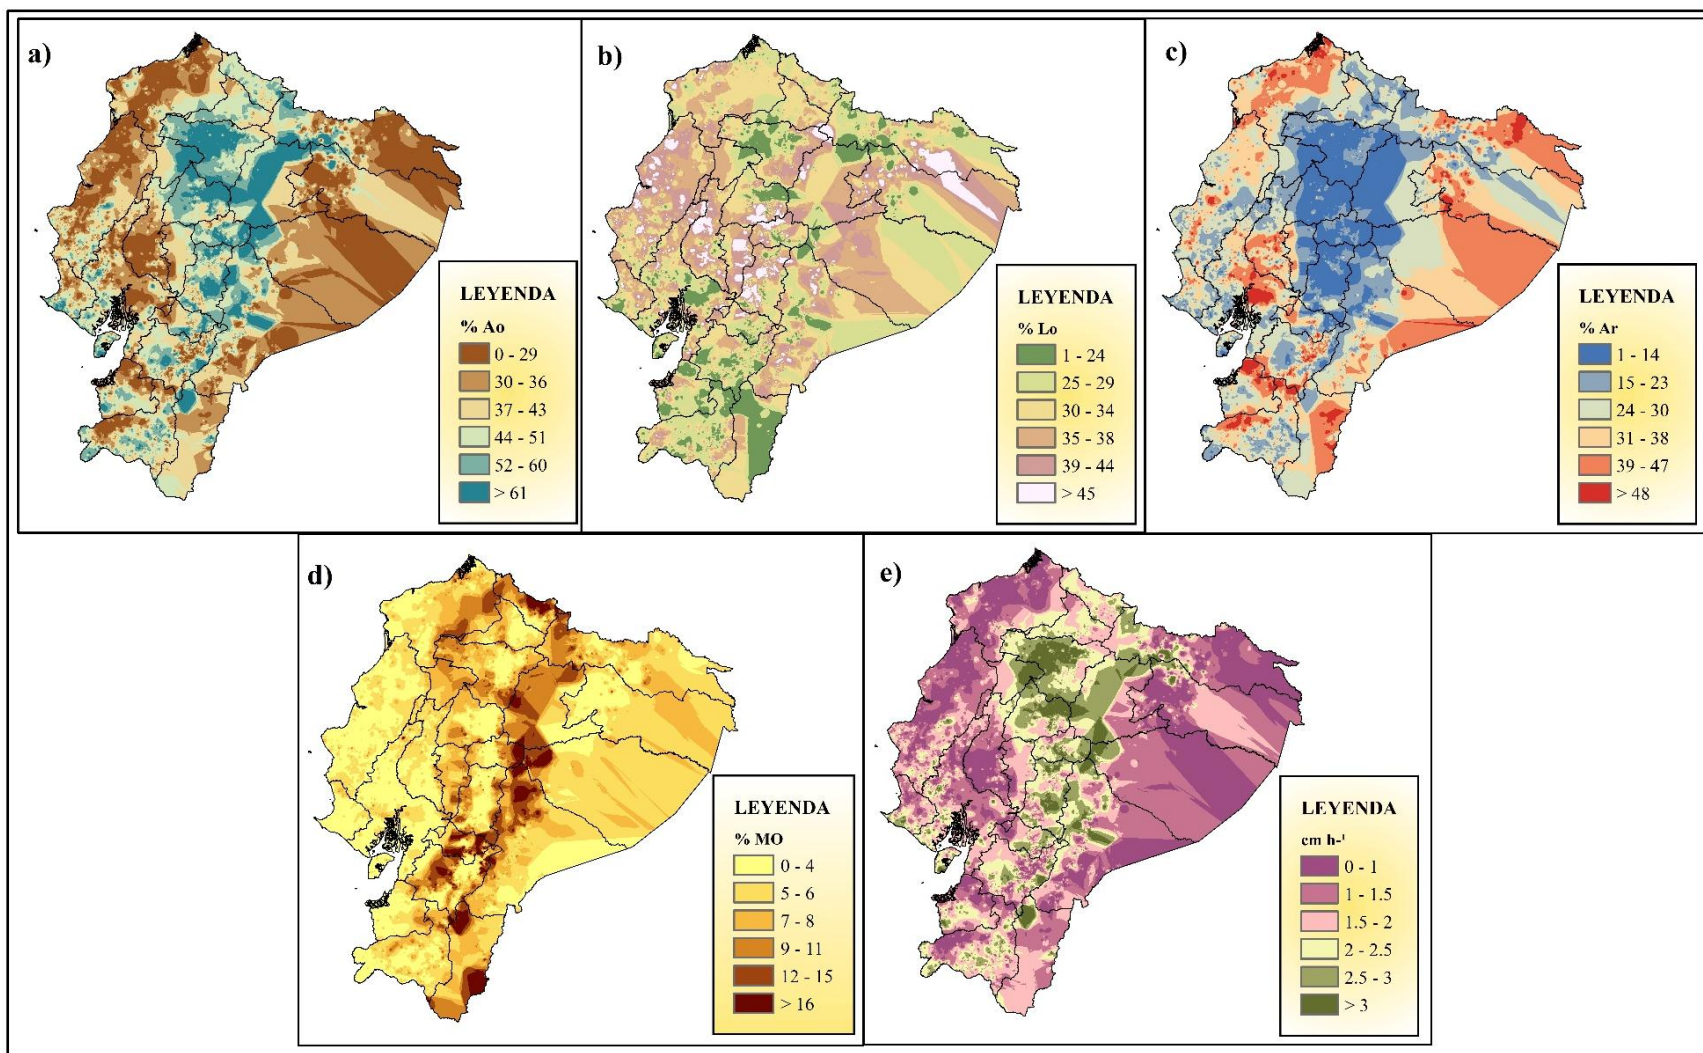 a)
LEYENDA
% Ao
0 - 29
30 - 36
37 - 43
44 - 51
52 - 60
> 61
b)
LEYENDA
% Lo
1 - 24
25 - 29
30 - 34
35 - 38
39 - 44
> 45
c)
LEYENDA
% Ar
1 - 14
15 - 23
24 - 30
31 - 38
39 - 47
> 48
d)
LEYENDA
% MO
0 - 4
5 - 6
7 - 8
9 - 11
12 - 15
> 16
e)
LEYENDA
cm h-¹
0 - 1
1 - 1.5
1.5 - 2
2 - 2.5
2.5 - 3
> 3